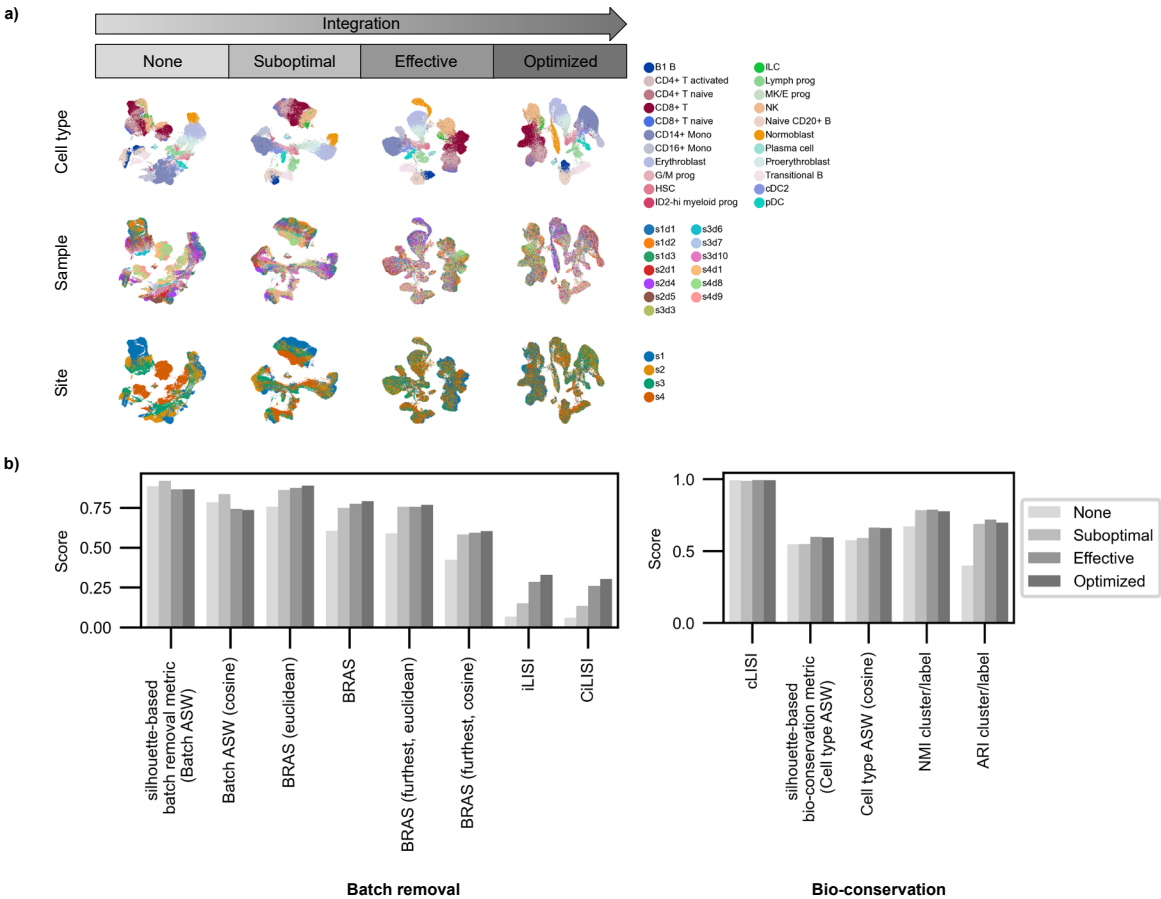 a)
Integration
None
Suboptimal
Effective
Optimized
Cell type
B1 B
CD4+ T activated
CD4+ T naive
CD8+ T
CD8+ T naive
CD14+ Mono
CD16+ Mono
Erythroblast
G/M prog
HSC
ID2-hi myeloid prog
ILC
Lymph prog
MK/E prog
NK
Naive CD20+ B
Normoblast
Plasma cell
Proerythroblast
Transitional B
cDC2
pDC
Sample
s1d1
s1d2
s1d3
s2d1
s2d4
s2d5
s3d3
s3d6
s3d7
s3d10
s4d1
s4d8
s4d9
Site
s1
s2
s3
s4
b)
Score
0.75
0.50
0.25
0.00
silhouette-based
batch removal metric
(Batch ASW)
Batch ASW (cosine)
BRAS (euclidean)
BRAS
BRAS (furthest, euclidean)
BRAS (furthest, cosine)
iLISI
CiLISI
Batch removal
Score
1.0
0.5
0.0
cLISI
silhouette-based
bio-conservation metric
(Cell type ASW)
Cell type ASW (cosine)
NMI cluster/label
ARI cluster/label
Bio-conservation
None
Suboptimal
Effective
Optimized